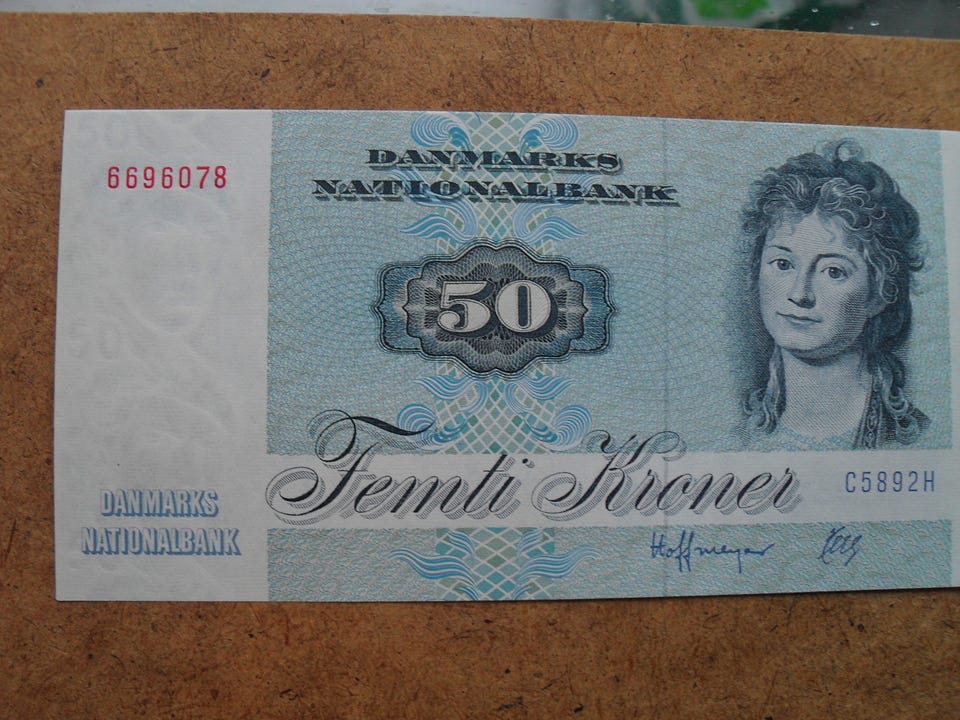 6696078
DANMARKS
NATIONALBANK
50
Femti Kroner
C5892H
DANMARKS
NATIONALBANK
Hoffmeyer